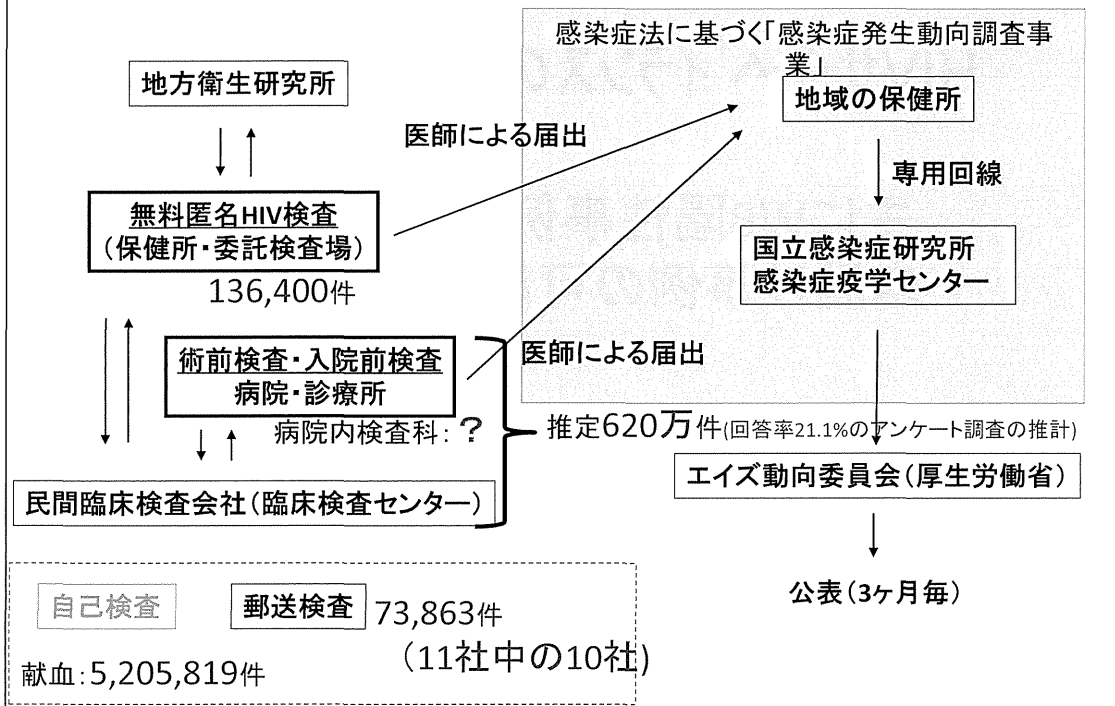 感染症法に基づく「感染症発生動向調査事
業」
地方衛生研究所
地域の保健所
医師による届出
専用回線
無料匿名HIV検査
（保健所・委託検査場）
136,400件
国立感染症研究所
感染症疫学センター
術前検査・入院前検査
病院・診療所
医師による届出
病院内検査科：？
推定620万件(回答率21.1%のアンケート調査の推計)
民間臨床検査会社（臨床検査センター）
エイズ動向委員会（厚生労働省）
公表（3ヶ月毎）
自己検査
郵送検査
73,863件
（11社中の10社）
献血：5,205,819件